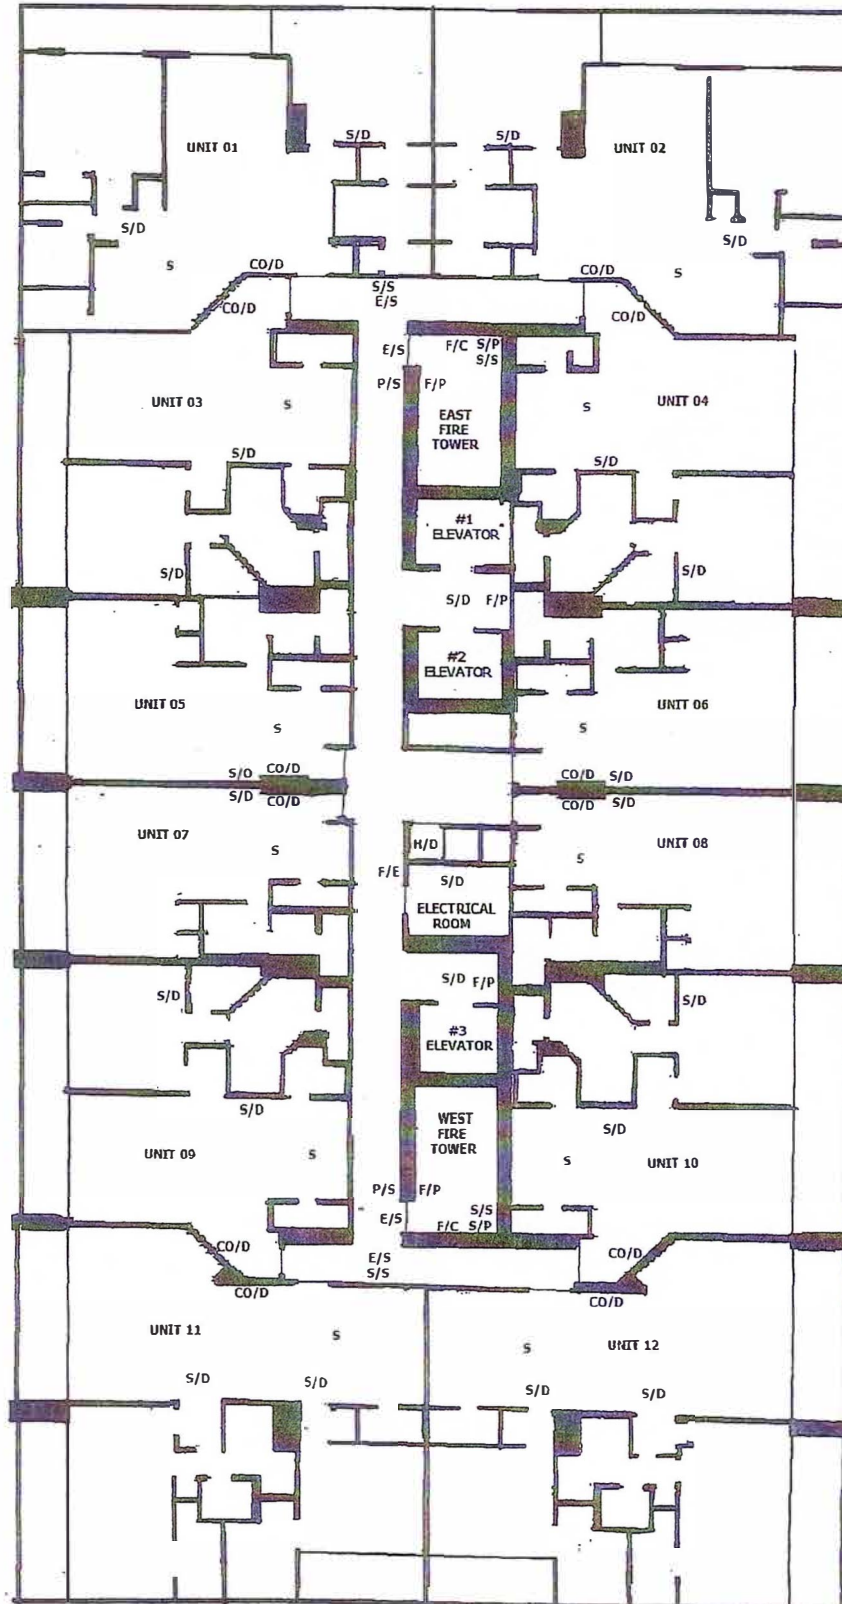 S/D
S/D
UNIT 01
UNIT 02
S/D
S/D
S
S
CO/D
CO/D
CO/D
CO/D
S/S
E/S
E/S
F/C
S/P
S/S
P/S
F/P
UNIT 03
S
EAST
FIRE
TOWER
S
UNIT 04
S/D
S/D
#1
ELEVATOR
S/D
S/D
F/P
S/D
#2
ELEVATOR
UNIT 05
S
S
UNIT 06
S/O
CO/D
CO/D
S/D
S/D
CO/D
CO/D
S/D
UNIT 07
S
H/D
S
UNIT 08
F/E
S/D
ELECTRICAL
ROOM
S/D
S/D
F/P
S/D
#3
ELEVATOR
S/D
S/D
WEST
FIRE
TOWER
UNIT 09
S
S
UNIT 10
P/S
F/P
E/S
S/S
F/C
S/P
CO/D
E/S
S/S
CO/D
CO/D
CO/D
UNIT 11
S
S
UNIT 12
S/D
S/D
S/D
S/D